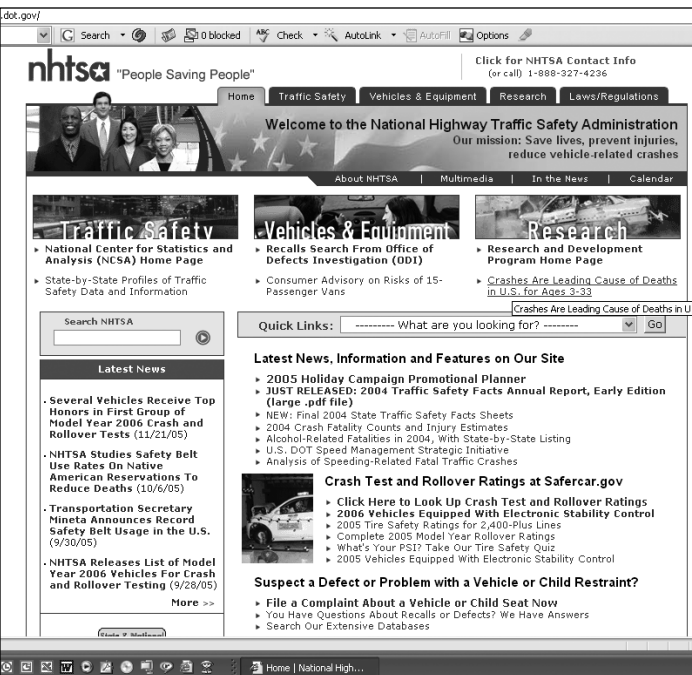 .dot.gov/
Search 0 blocked Check AutoLink AutoFill Options
nhtsa "People Saving People"
Click for NHTSA Contact Info
(or call) 1-888-327-4236
Home Traffic Safety Vehicles & Equipment Research Laws/Regulations
Welcome to the National Highway Traffic Safety Administration
Our mission: Save lives, prevent injuries,
reduce vehicle-related crashes
About NHTSA | Multimedia | In the News | Calendar
Traffic Safety
National Center for Statistics and
Analysis (NCSA) Home Page
State-by-State Profiles of Traffic
Safety Data and Information
Vehicles & Equipment
Recalls Search From Office of
Defects Investigation (ODI)
Consumer Advisory on Risks of 15-
Passenger Vans
Research
Research and Development
Program Home Page
Crashes Are Leading Cause of Deaths
in U.S. for Ages 3-33
Crashes Are Leading Cause of Deaths in U
Search NHTSA
Quick Links: --------- What are you looking for? -------- Go
Latest News
Several Vehicles Receive Top
Honors in First Group of
Model Year 2006 Crash and
Rollover Tests (11/21/05)
NHTSA Studies Safety Belt
Use Rates On Native
American Reservations To
Reduce Deaths (10/6/05)
Transportation Secretary
Mineta Announces Record
Safety Belt Usage in the U.S.
(9/30/05)
NHTSA Releases List of Model
Year 2006 Vehicles For Crash
and Rollover Testing (9/28/05)
More >>
State & National
Latest News, Information and Features on Our Site
2005 Holiday Campaign Promotional Planner
JUST RELEASED: 2004 Traffic Safety Facts Annual Report, Early Edition
(large .pdf file)
NEW: Final 2004 State Traffic Safety Facts Sheets
2004 Crash Fatality Counts and Injury Estimates
Alcohol-Related Fatalities in 2004, With State-by-State Listing
U.S. DOT Speed Management Strategic Initiative
Analysis of Speeding-Related Fatal Traffic Crashes
Crash Test and Rollover Ratings at Safercar.gov
Click Here to Look Up Crash Test and Rollover Ratings
2006 Vehicles Equipped With Electronic Stability Control
2005 Tire Safety Ratings for 2,400-Plus Lines
Complete 2005 Model Year Rollover Ratings
What's Your PSI? Take Our Tire Safety Quiz
2005 Vehicles Equipped With Electronic Stability Control
Suspect a Defect or Problem with a Vehicle or Child Restraint?
File a Complaint About a Vehicle or Child Seat Now
You Have Questions About Recalls or Defects? We Have Answers
Search Our Extensive Databases
Home | National High...